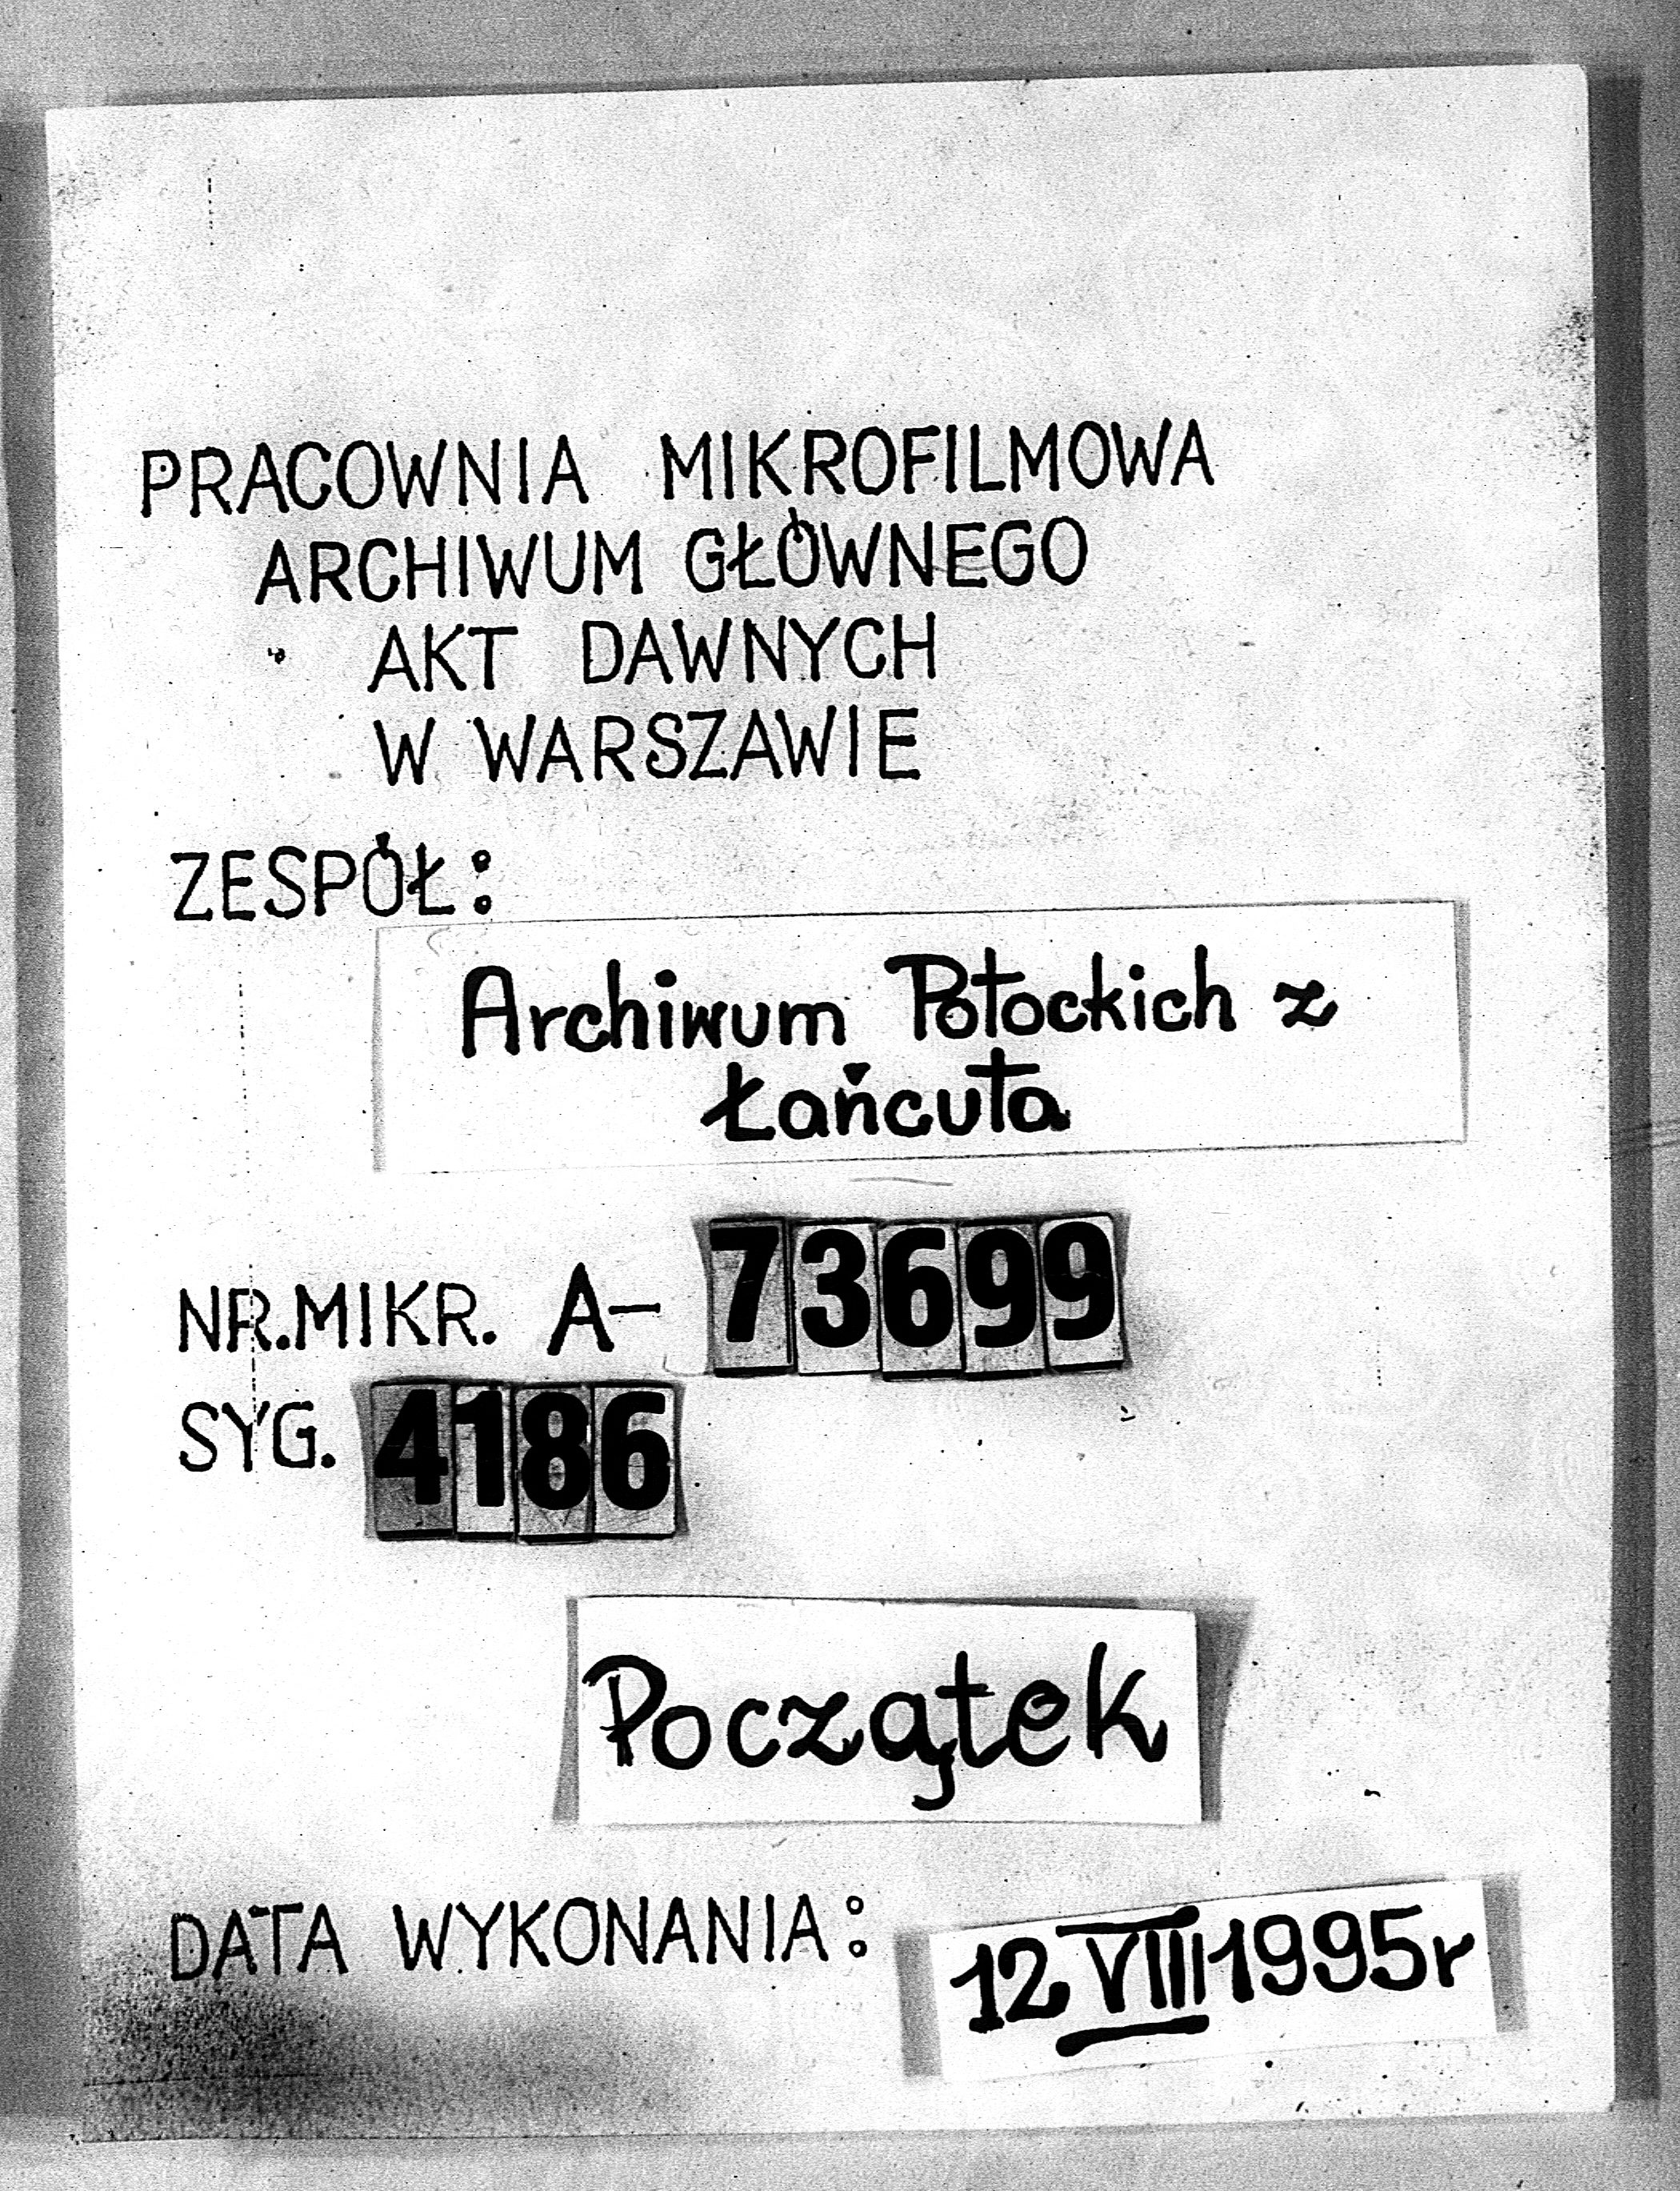 PRACOWNIA MIKROFILMOWA
ARCHIWUM GŁÓWNEGO
AKT DAWNYCH
W WARSZAWIE
ZESPÓŁ:
Archiwum Potockich z
Łańcuta
NR.MIKR. A- 73699
SYG. 4186
Początek
DATA WYKONANIA: 12 VIII 1995r